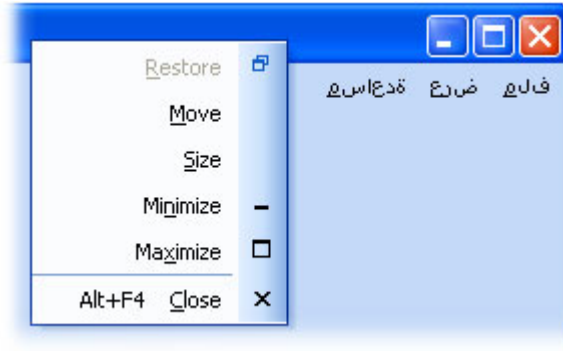 فلم ضرع ةدعاسم
Restore
Move
Size
Minimize
Maximize
Alt+F4 Close